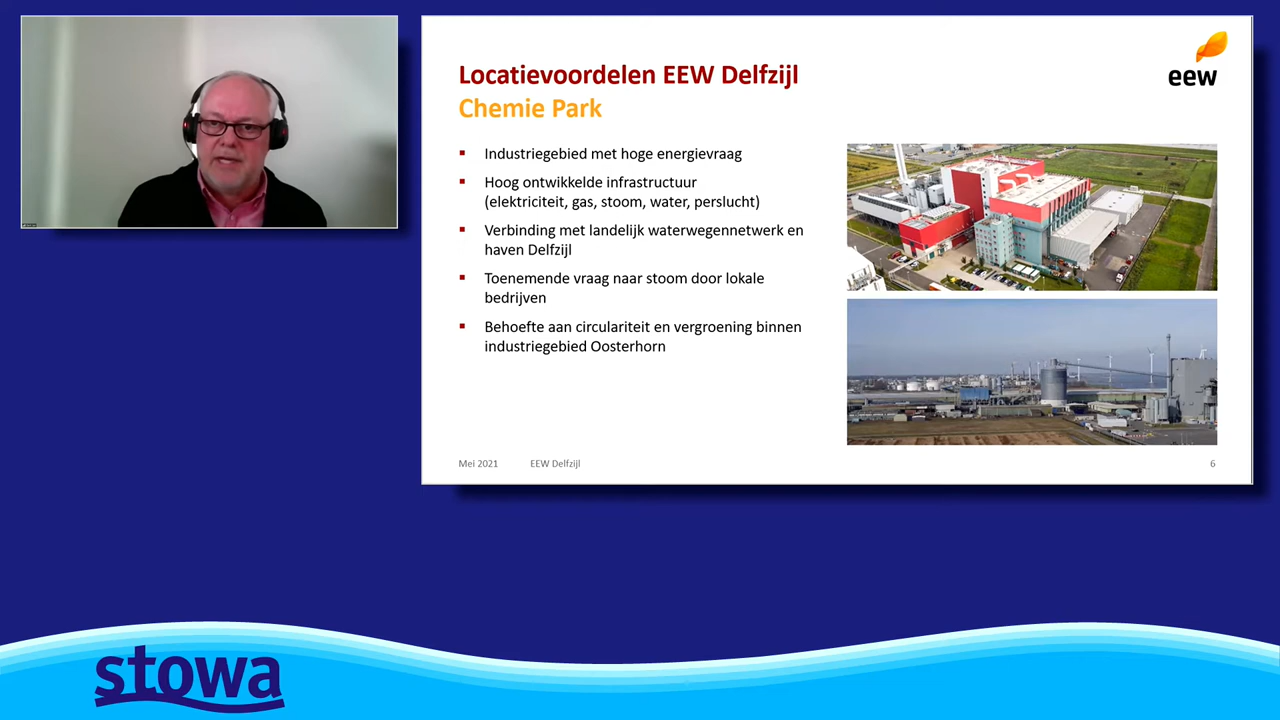 Locatievoordelen EEW Delfzijl
Chemie Park
eew
Industriegebied met hoge energievraag
Hoog ontwikkelde infrastructuur
(elektriciteit, gas, stoom, water, perslucht)
Verbinding met landelijk waterwegennetwerk en
haven Delfzijl
Toenemende vraag naar stoom door lokale
bedrijven
Behoefte aan circulariteit en vergroening binnen
industriegebied Oosterhorn
Mei 2021 EEW Delfzijl 6
stowa